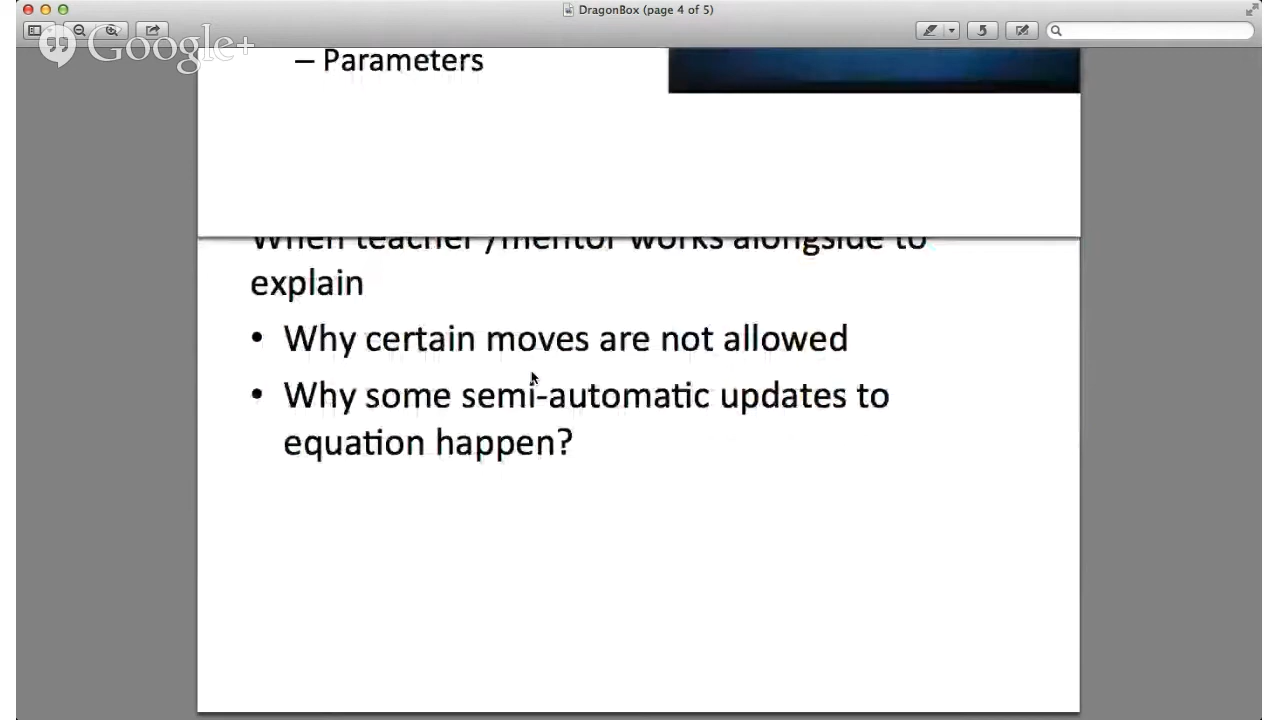 DragonBox (page 4 of 5)
Google+
– Parameters
When teacher /mentor works alongside to
explain
• Why certain moves are not allowed
• Why some semi-automatic updates to
equation happen?